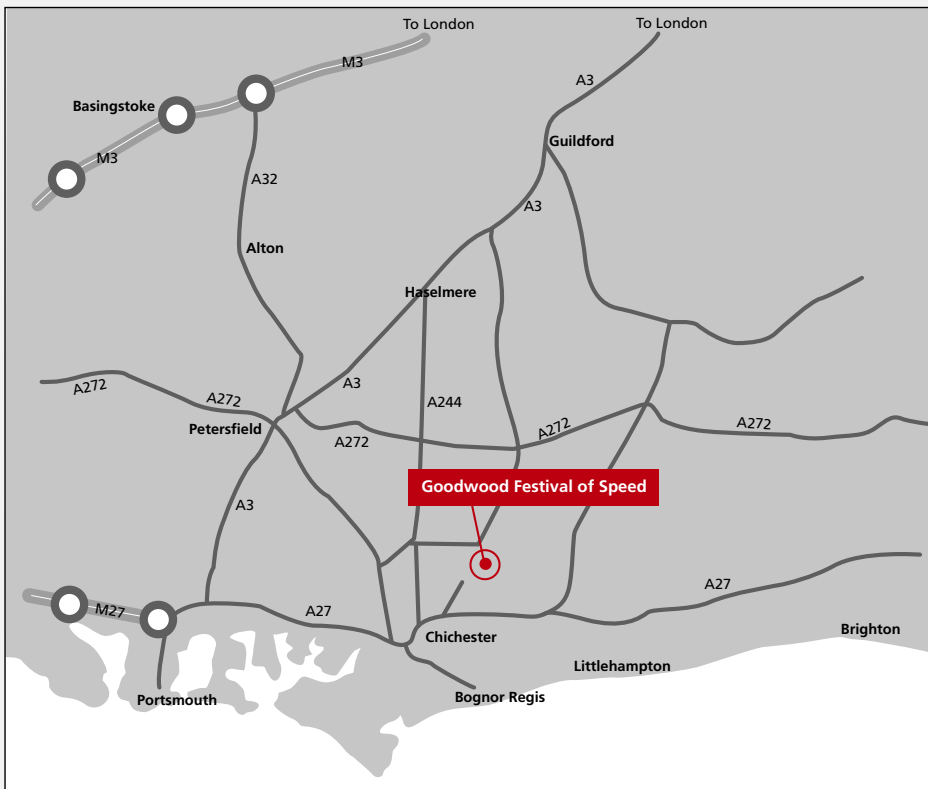 To London
To London
M3
A3
Basingstoke
Guildford
M3
A32
A3
Alton
Haselmere
A3
A272
A272
A244
A272
A272
A272
Petersfield
Goodwood Festival of Speed
A3
A27
M27
A27
Chichester
Brighton
Littlehampton
Portsmouth
Bognor Regis